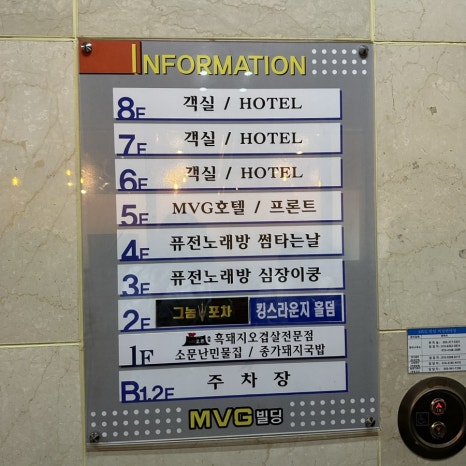 INFORMATION
8F 객실 / HOTEL
7F 객실 / HOTEL
6F 객실 / HOTEL
5F MVG호텔 / 프론트
4F 퓨전노래방 썸타는날
3F 퓨전노래방 심장이쿵
2F 그놈 포차 킹스라운지 홀덤
1F 흑돼지오겹살전문점
소문난민물집 / 종가돼지국밥
B1.2F 주 차 장
MVG 빌딩